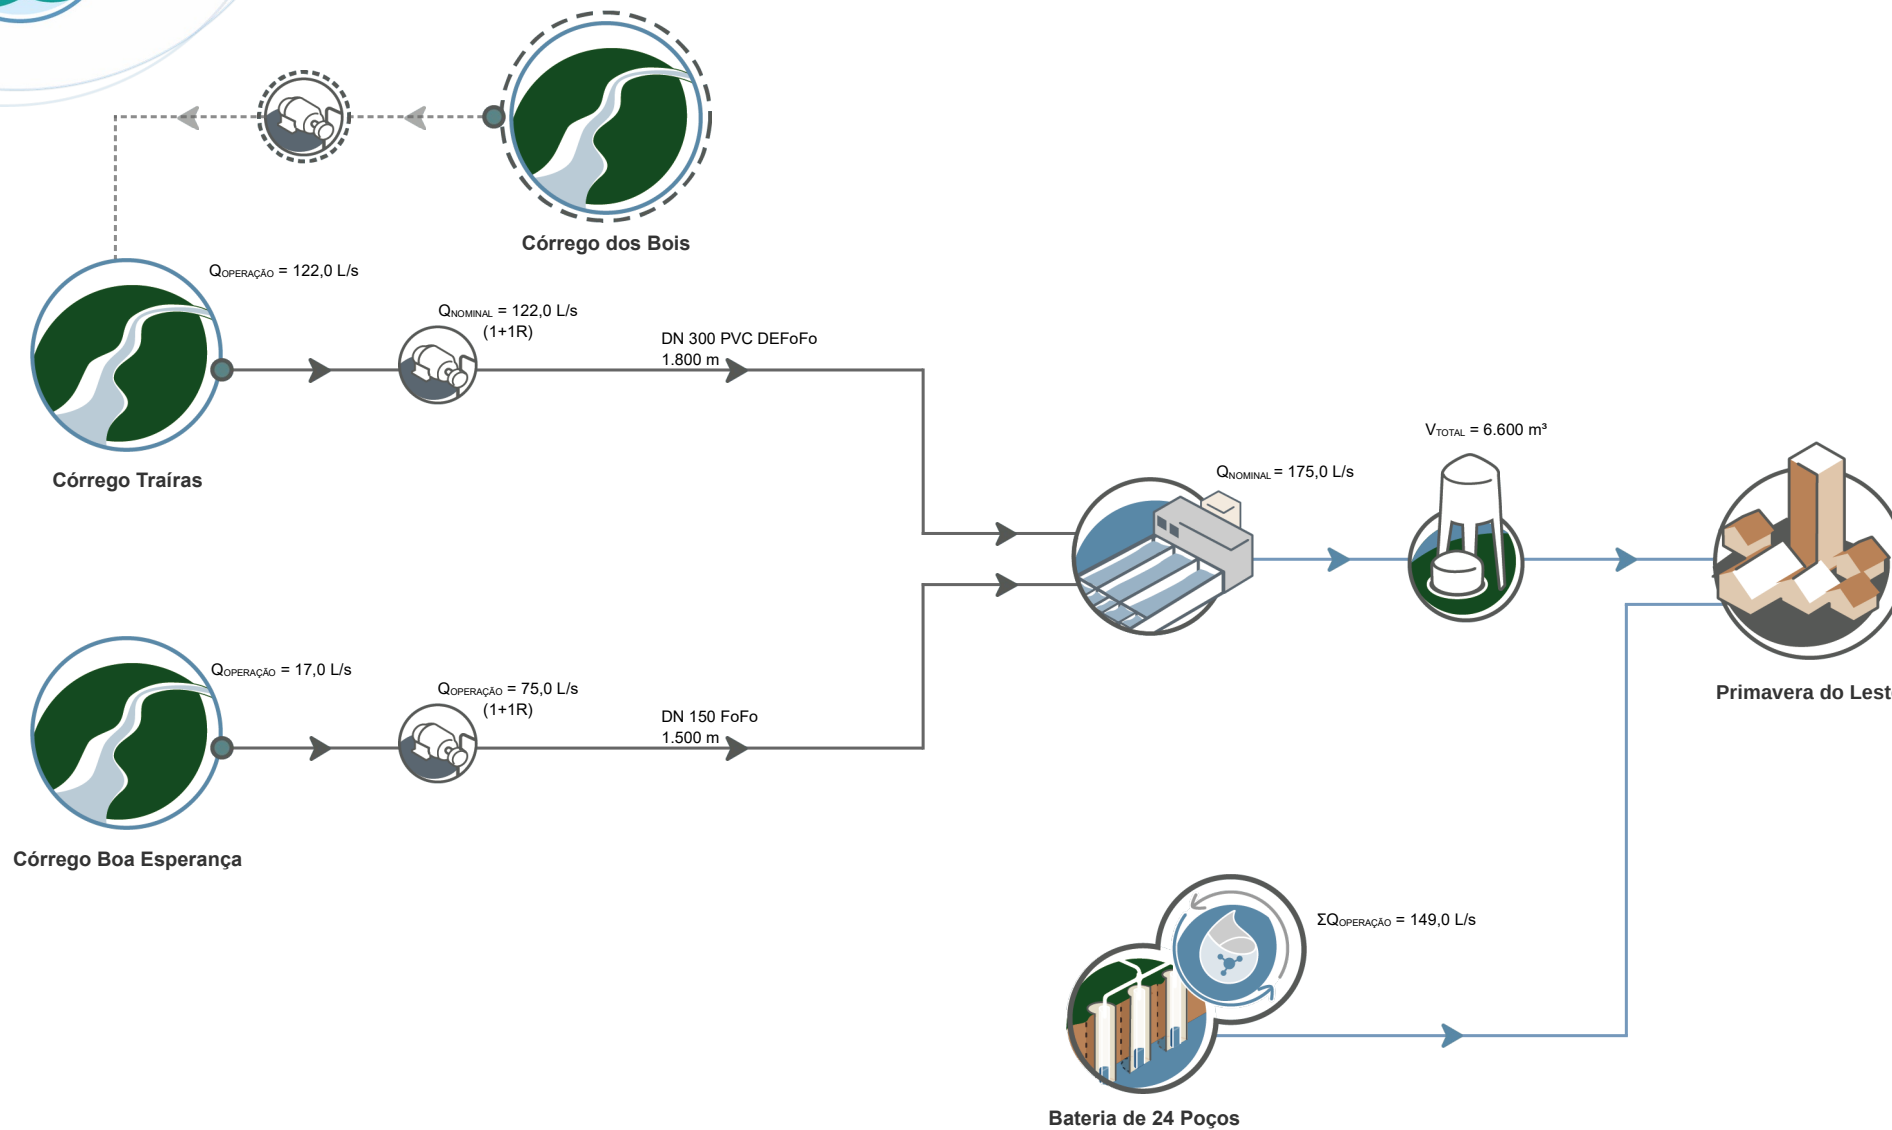 Córrego dos Bois
QOPERAÇÃO = 122,0 L/s
QNOMINAL = 122,0 L/s
(1+1R)
DN 300 PVC DEFoFo
1.800 m
Córrego Traíras
VTOTAL = 6.600 m³
QNOMINAL = 175,0 L/s
QOPERAÇÃO = 17,0 L/s
QOPERAÇÃO = 75,0 L/s
(1+1R)
DN 150 FoFo
1.500 m
Primavera do Leste
Córrego Boa Esperança
ΣQOPERAÇÃO = 149,0 L/s
Bateria de 24 Poços